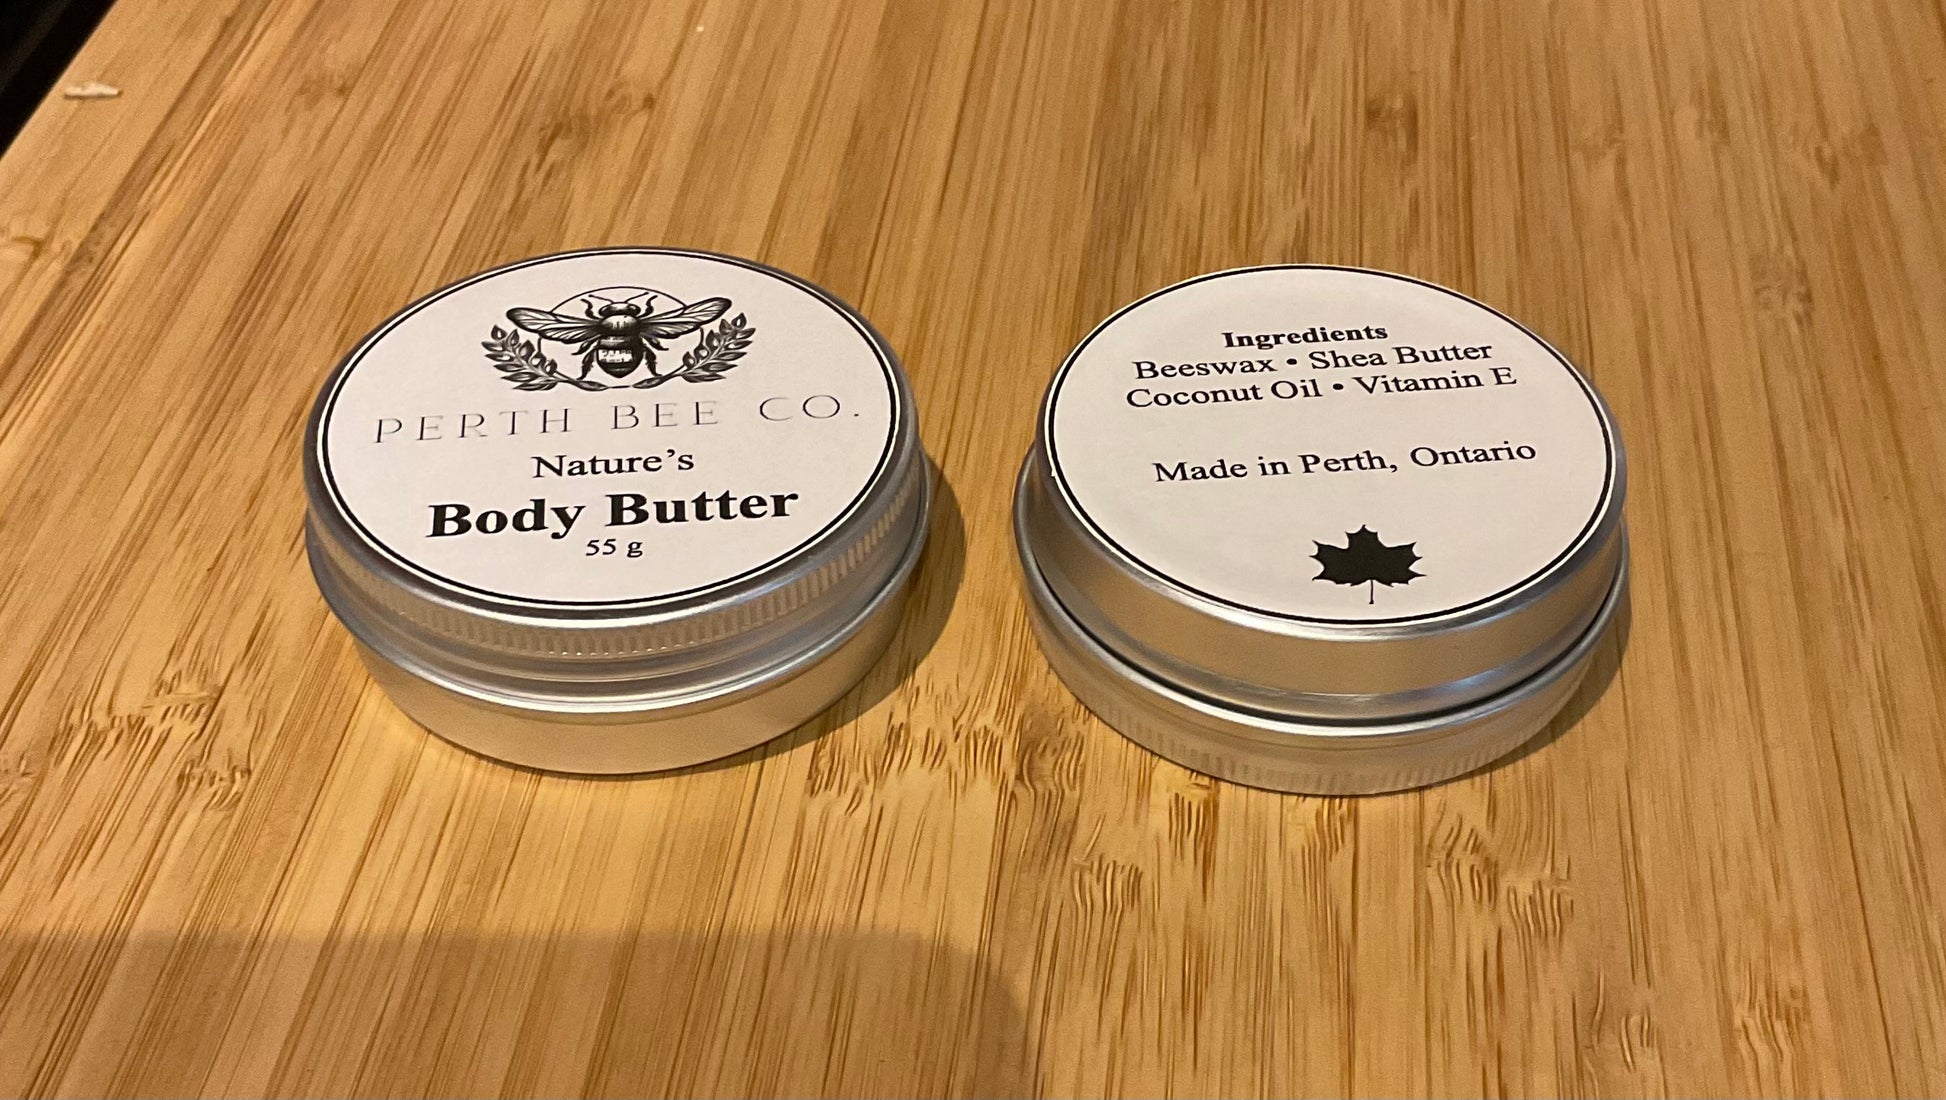 PERTH BEE CO.
Nature's
Body Butter
55 g
Ingredients
Beeswax • Shea Butter
Coconut Oil • Vitamin E
Made in Perth, Ontario